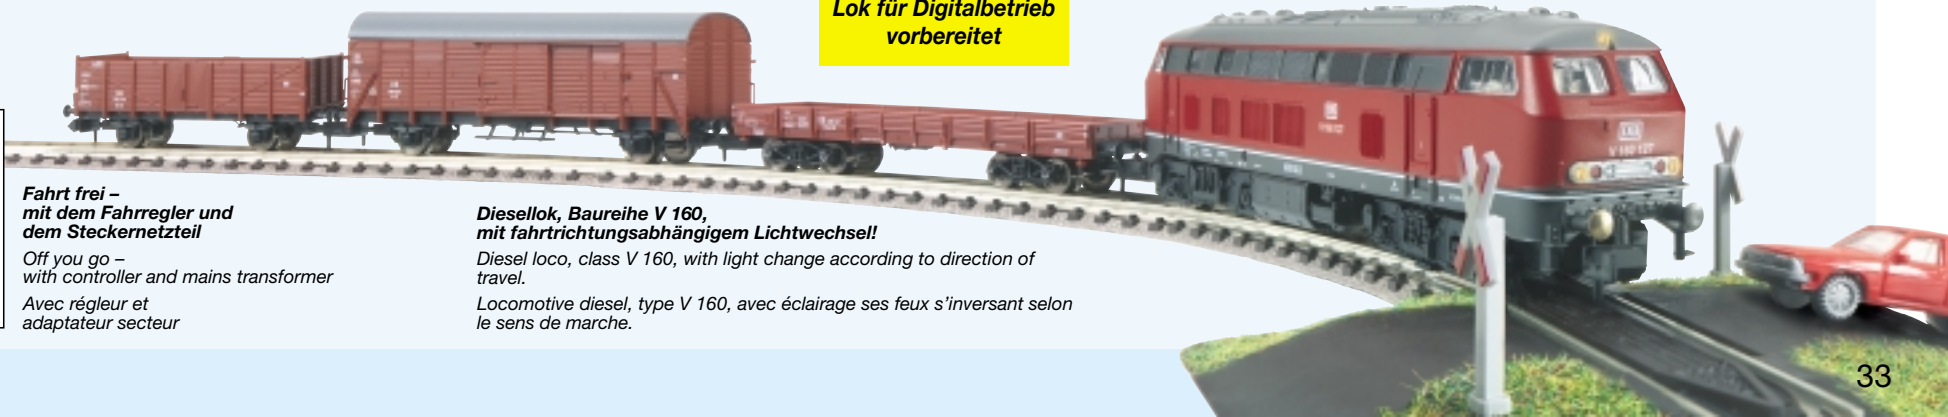 Lok für Digitalbetrieb
vorbereitet
Fahrt frei –
mit dem Fahrregler und
dem Steckernetzteil
Off you go –
with controller and mains transformer
Avec régleur et
adaptateur secteur
Diesellok, Baureihe V 160,
mit fahrtrichtungsabhängigem Lichtwechsel!
Diesel loco, class V 160, with light change according to direction of
travel.
Locomotive diesel, type V 160, avec éclairage ses feux s’inversant selon
le sens de marche.
DB
33